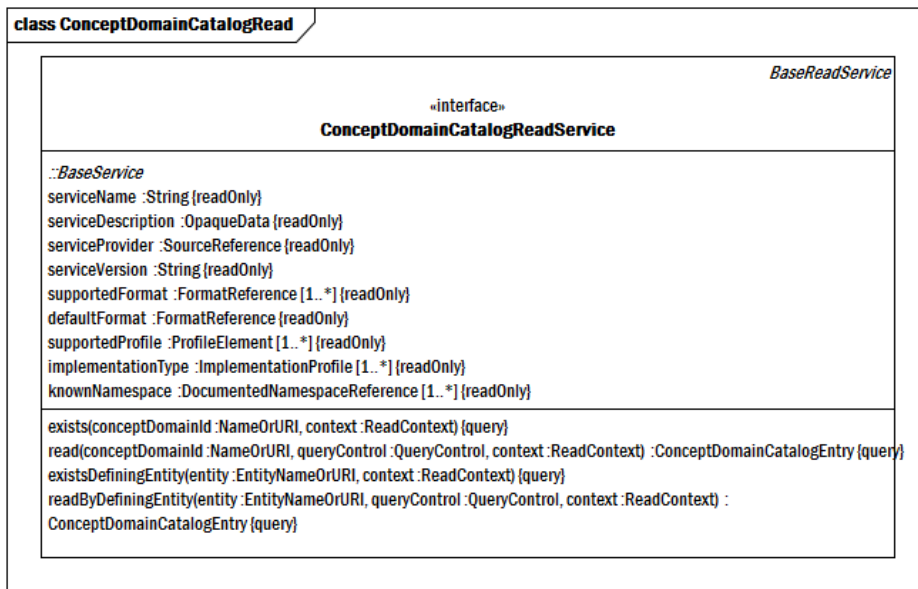 class ConceptDomainCatalogRead
BaseReadService
«interface»
ConceptDomainCatalogReadService
::BaseService
serviceName :String {readOnly}
serviceDescription :OpaqueData {readOnly}
serviceProvider :SourceReference {readOnly}
serviceVersion :String {readOnly}
supportedFormat :FormatReference [1..*] {readOnly}
defaultFormat :FormatReference {readOnly}
supportedProfile :ProfileElement [1..*] {readOnly}
implementationType :ImplementationProfile [1..*] {readOnly}
knownNamespace :DocumentedNamespaceReference [1..*] {readOnly}
exists(conceptDomainId :NameOrURI, context :ReadContext) {query}
read(conceptDomainId :NameOrURI, queryControl :QueryControl, context :ReadContext) :ConceptDomainCatalogEntry {query}
existsDefiningEntity(entity :EntityNameOrURI, context :ReadContext) {query}
readByDefiningEntity(entity :EntityNameOrURI, queryControl :QueryControl, context :ReadContext) :
ConceptDomainCatalogEntry {query}